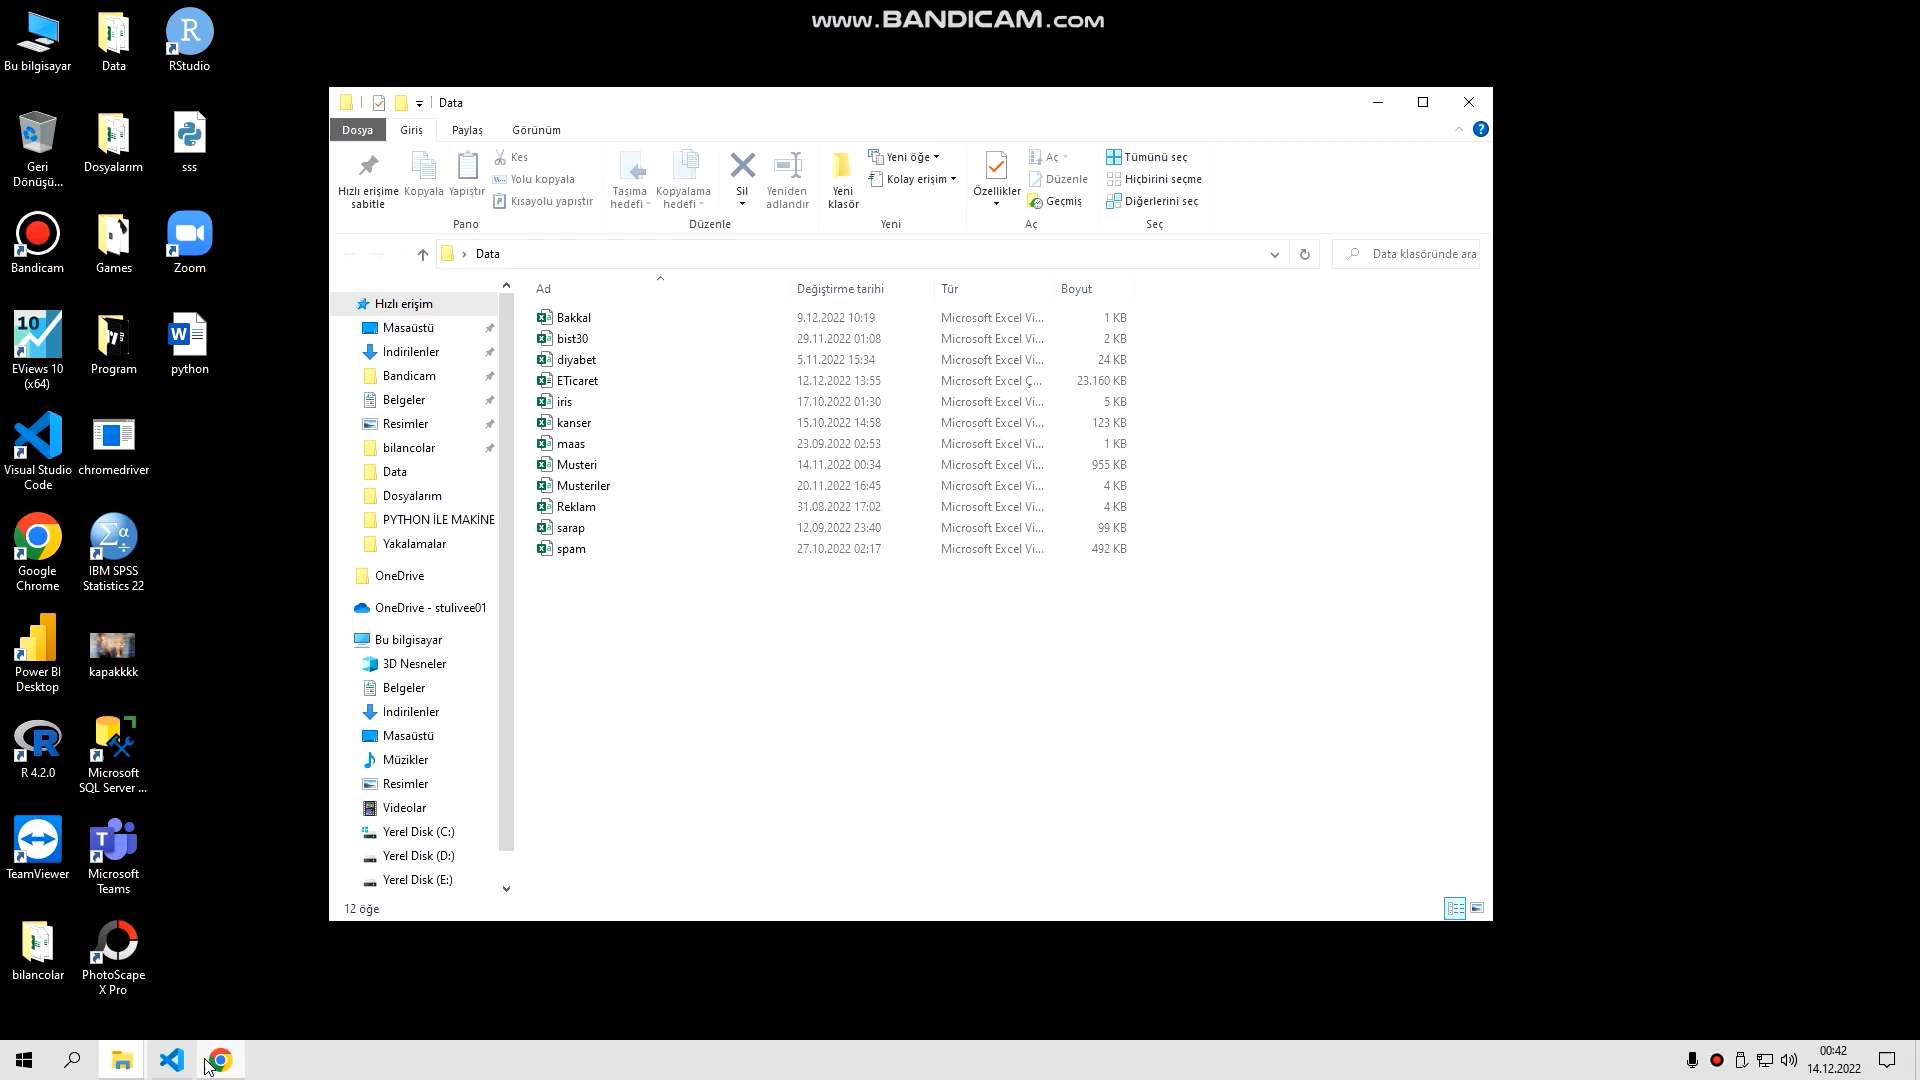 www.BANDICAM.com
Bu bilgisayar
Data
RStudio
Geri
Dönüşü...
Dosyalarım
sss
Bandicam
Games
Zoom
EViews 10
(x64)
Program
python
Visual Studio
Code
chromedriver
Google
Chrome
IBM SPSS
Statistics 22
Power BI
Desktop
kapakkkk
R 4.2.0
Microsoft
SQL Server ...
TeamViewer
Microsoft
Teams
bilancolar
PhotoScape
X Pro
Data
Dosya
Giriş
Paylaş
Görünüm
Hızlı erişime
sabitle
Kopyala
Yapıştır
Kes
Yolu kopyala
Kısayolu yapıştır
Pano
Taşıma
hedefi
Kopyalama
hedefi
Sil
Yeniden
adlandır
Düzenle
Yeni
klasör
Yeni öğe
Kolay erişim
Yeni
Özellikler
Aç
Düzenle
Geçmiş
Aç
Tümünü seç
Hiçbirini seçme
Diğerlerini seç
Seç
Data
Data klasöründe ara
Hızlı erişim
Masaüstü
İndirilenler
Bandicam
Belgeler
Resimler
bilancolar
Data
Dosyalarım
PYTHON İLE MAKİNE
Yakalamalar
OneDrive
OneDrive - stulivee01
Bu bilgisayar
3D Nesneler
Belgeler
İndirilenler
Masaüstü
Müzikler
Resimler
Videolar
Yerel Disk (C:)
Yerel Disk (D:)
Yerel Disk (E:)
Ad Değiştirme tarihi Tür Boyut
Bakkal 9.12.2022 10:19 Microsoft Excel Vi... 1 KB
bist30 29.11.2022 01:08 Microsoft Excel Vi... 2 KB
diyabet 5.11.2022 15:34 Microsoft Excel Vi... 24 KB
ETicaret 12.12.2022 13:55 Microsoft Excel Ç... 23.160 KB
iris 17.10.2022 01:30 Microsoft Excel Vi... 5 KB
kanser 15.10.2022 14:58 Microsoft Excel Vi... 123 KB
maas 23.09.2022 02:53 Microsoft Excel Vi... 1 KB
Musteri 14.11.2022 00:34 Microsoft Excel Vi... 955 KB
Musteriler 20.11.2022 16:45 Microsoft Excel Vi... 4 KB
Reklam 31.08.2022 17:02 Microsoft Excel Vi... 4 KB
sarap 12.09.2022 23:40 Microsoft Excel Vi... 99 KB
spam 27.10.2022 02:17 Microsoft Excel Vi... 492 KB
12 öğe
00:42
14.12.2022